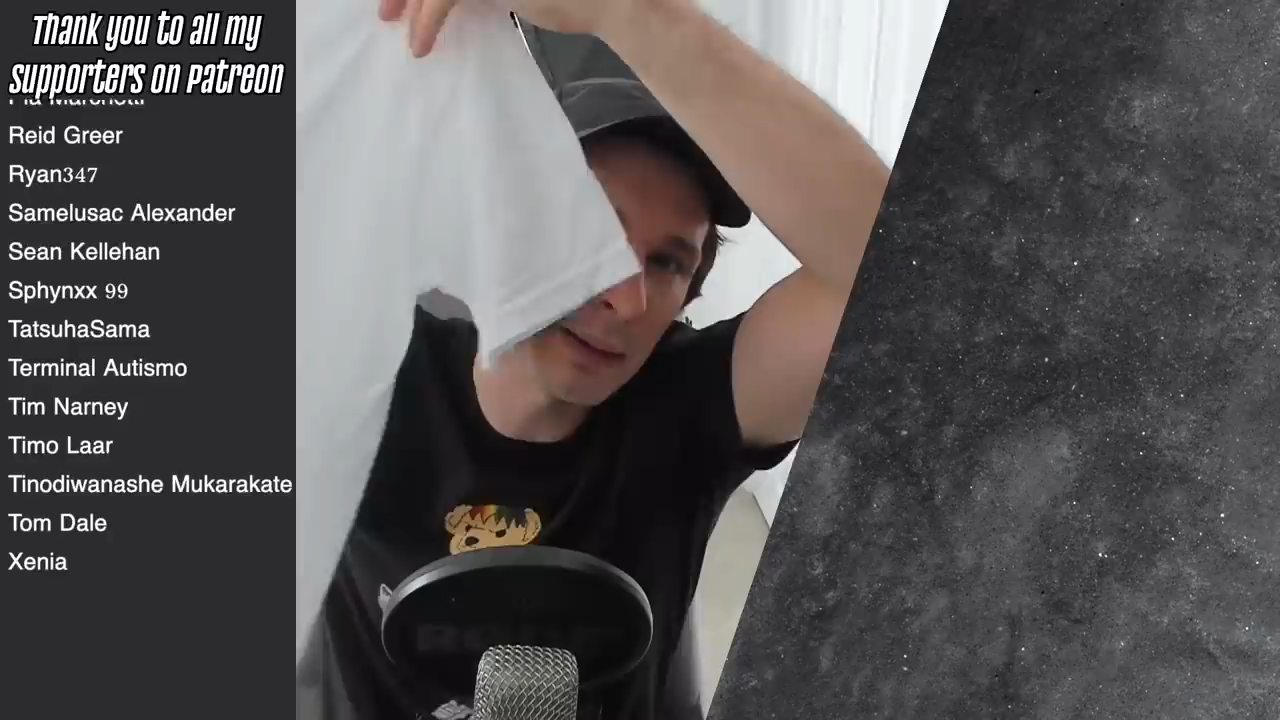 Thank you to all my
supporters on Patreon
Reid Greer
Ryan347
Samelusac Alexander
Sean Kellehan
Sphynxx 99
TatsuhaSama
Terminal Autismo
Tim Narney
Timo Laar
Tinodiwanashe Mukarakate
Tom Dale
Xenia